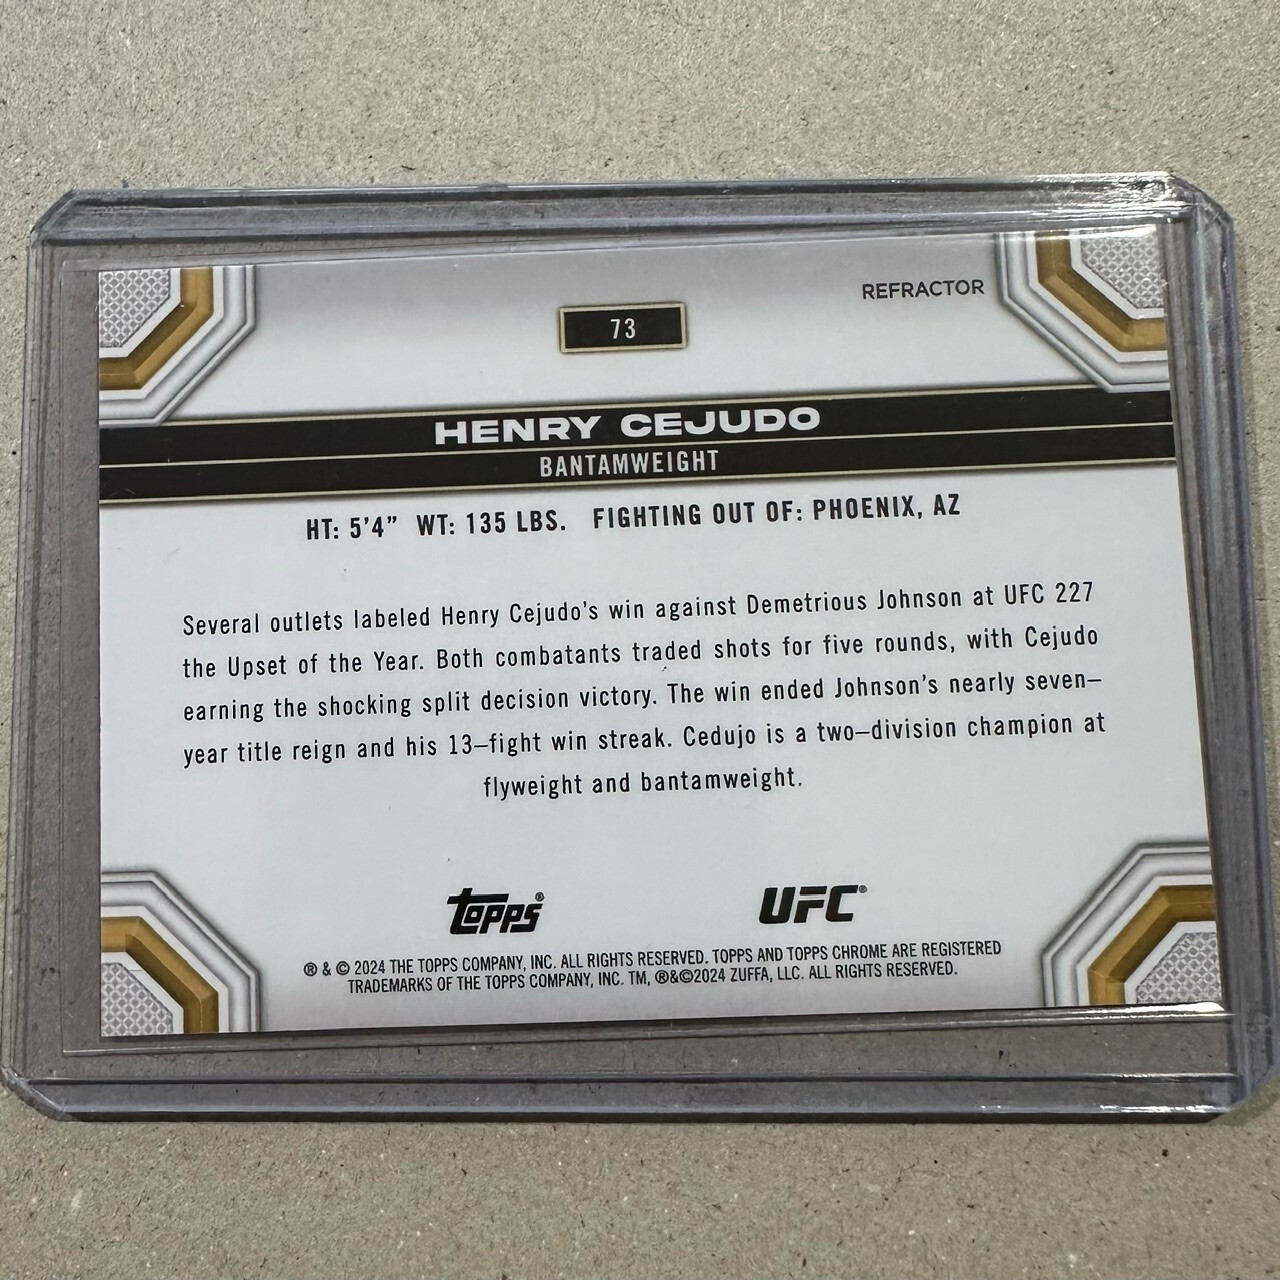 REFRACTOR
73
HENRY CEJUDO
BANTAMWEIGHT
HT: 5'4" WT: 135 LBS. FIGHTING OUT OF: PHOENIX, AZ
Several outlets labeled Henry Cejudo's win against Demetrious Johnson at UFC 227
the Upset of the Year. Both combatants traded shots for five rounds, with Cejudo
earning the shocking split decision victory. The win ended Johnson's nearly seven–
year title reign and his 13–fight win streak. Cedujo is a two–division champion at
flyweight and bantamweight.
topps®
UFC®
® & © 2024 THE TOPPS COMPANY, INC. ALL RIGHTS RESERVED. TOPPS AND TOPPS CHROME ARE REGISTERED
TRADEMARKS OF THE TOPPS COMPANY, INC. TM, ®&©2024 ZUFFA, LLC. ALL RIGHTS RESERVED.